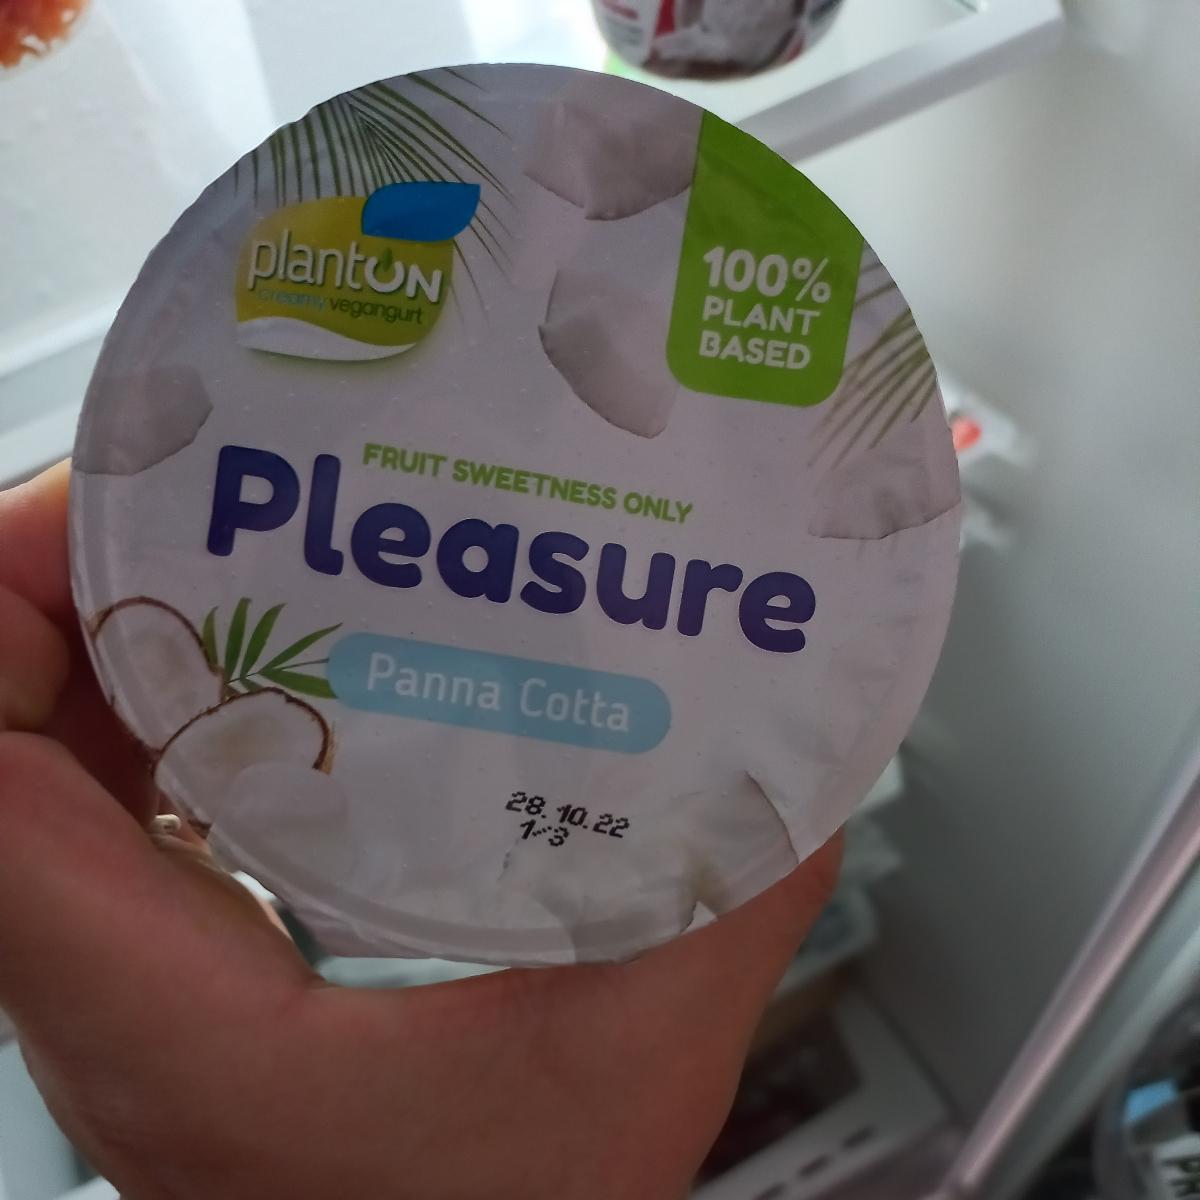 plantON
creamy vegangurt
100%
PLANT
BASED
FRUIT SWEETNESS ONLY
Pleasure
Panna Cotta
28.10.22